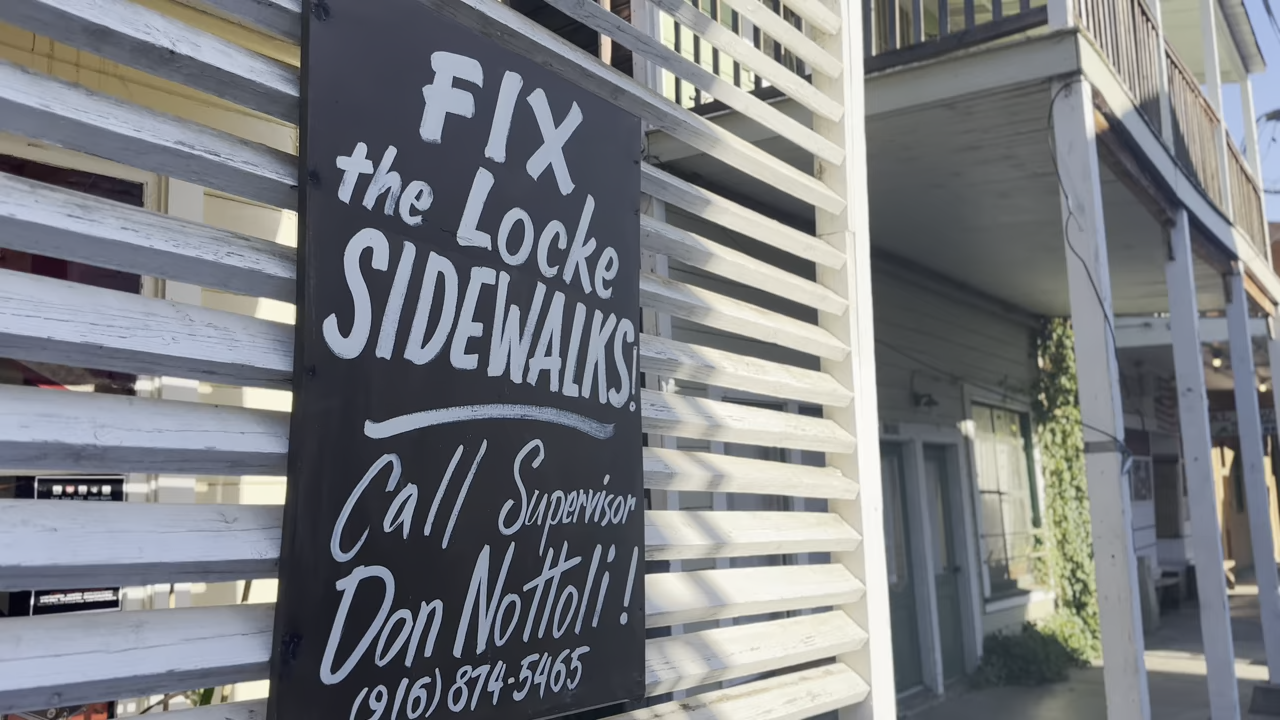 FIX
the Locke
SIDEWALKS!
Call Supervisor
Don Nottoli!
(916) 874-5465